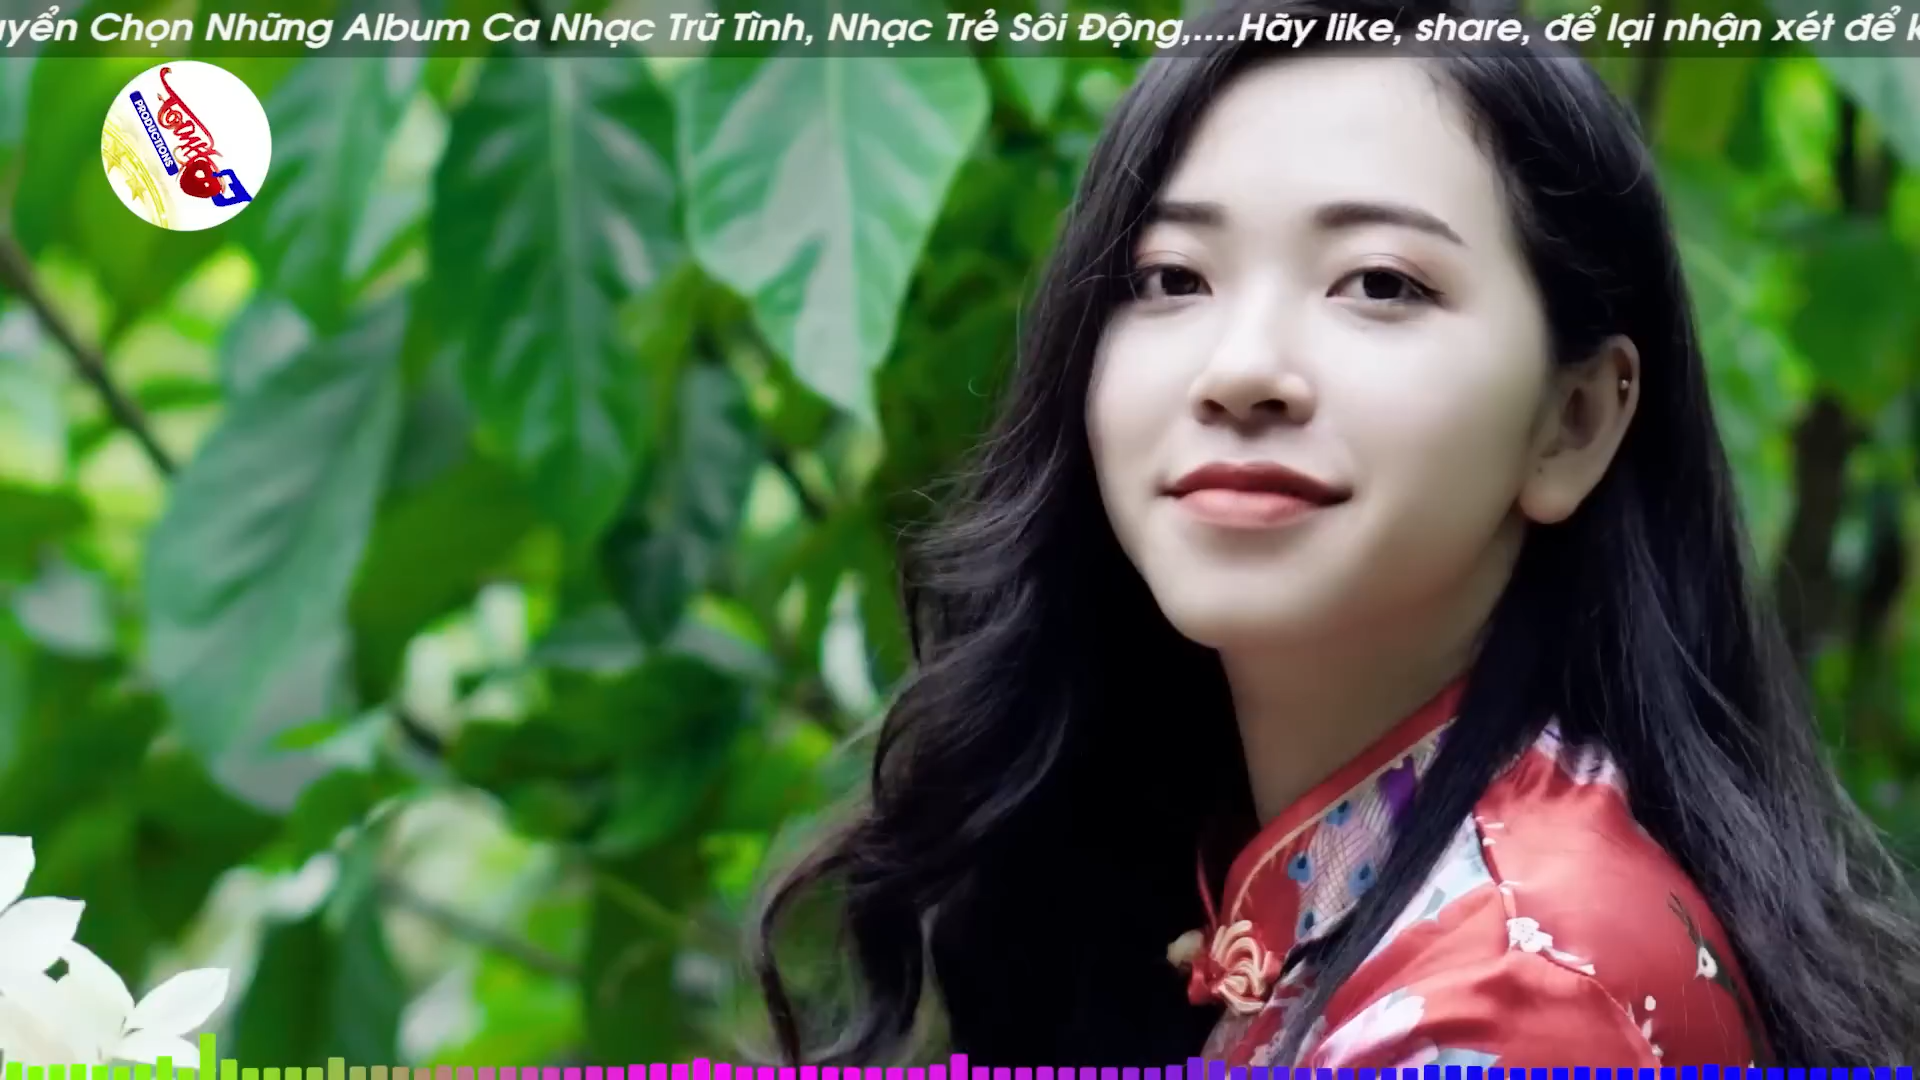 uyển Chọn Những Album Ca Nhạc Trữ Tình, Nhạc Trẻ Sôi Động,....Hãy like, share, để lại nhận xét để k
PRODUCTIONS